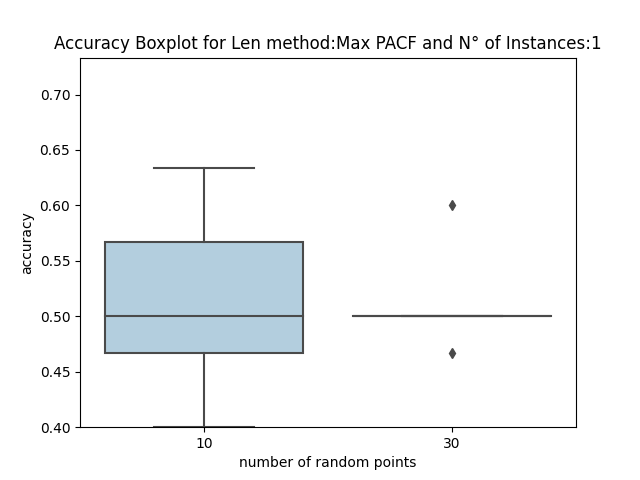 Accuracy Boxplot for Len method:Max PACF and N° of Instances:1
0.70
0.65
0.60
0.55
0.50
0.45
0.40
accuracy
10 30
number of random points